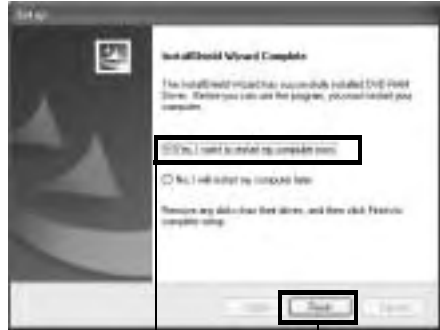 Setup
InstallShield Wizard Complete
The InstallShield Wizard has successfully installed DVD-RAM
Driver. Before you can use the program, you must restart your
computer.
Yes, I want to restart my computer now.
No, I will restart my computer later.
Remove any disks from their drives, and then click Finish to
complete setup.
Finish